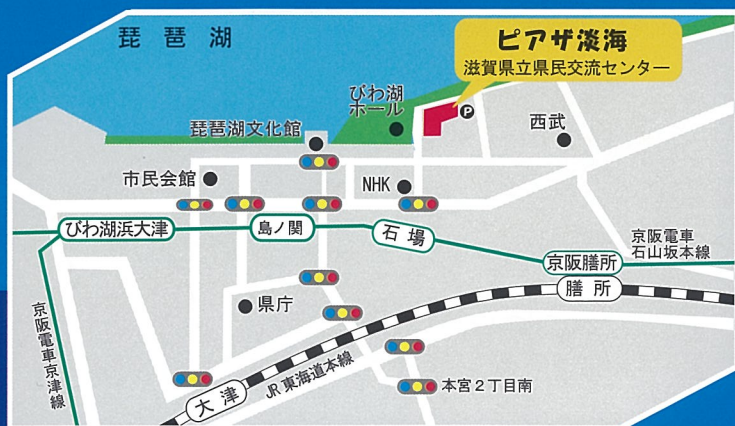 琵琶湖
ピアザ淡海
滋賀県立県民交流センター
びわ湖
ホール
P
西武
琵琶湖文化館
市民会館
NHK
びわ湖浜大津
島ノ関
石場
京阪膳所
京阪電車
石山坂本線
膳所
県庁
京阪電車京津線
JR東海道本線
大津
本宮2丁目南